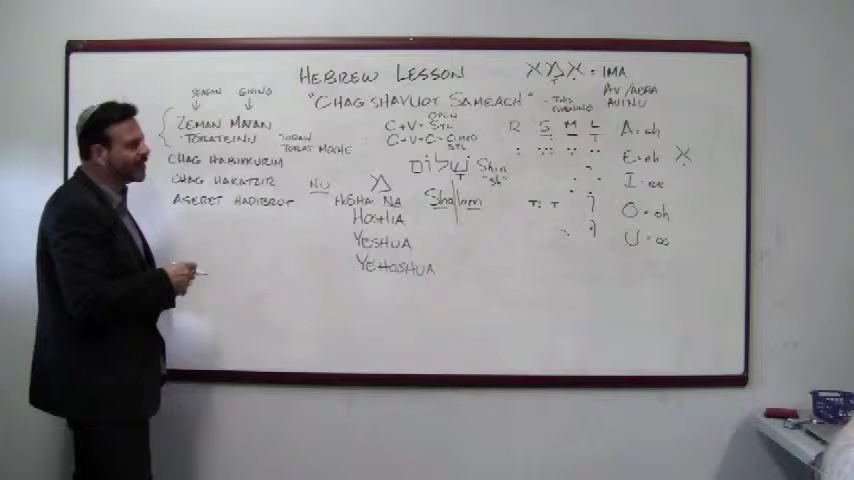 HEBREW LESSON
"CHAG SHAVUOT SAMEACH" - THIS EVENING
אמא = IMA
AV/ABBA
AVINU
SEASON GIVING
ZEMAN MATAN
TORATEINU TORAH
TORAT MOCHE
CHAG HABIKKURIM
CHAG HAKATZIR
ASERET HADIBROT
NU
C+V = OPEN SYL
C+V+C = CLOSED SYL
שלום Shin
"sh"
Shalom
HOSHA NA
HOSHIA
YESHUA
YEHOSHUA
R S M L
T: T
A = ah
E = eh א
I = ee
O = oh
U = oo